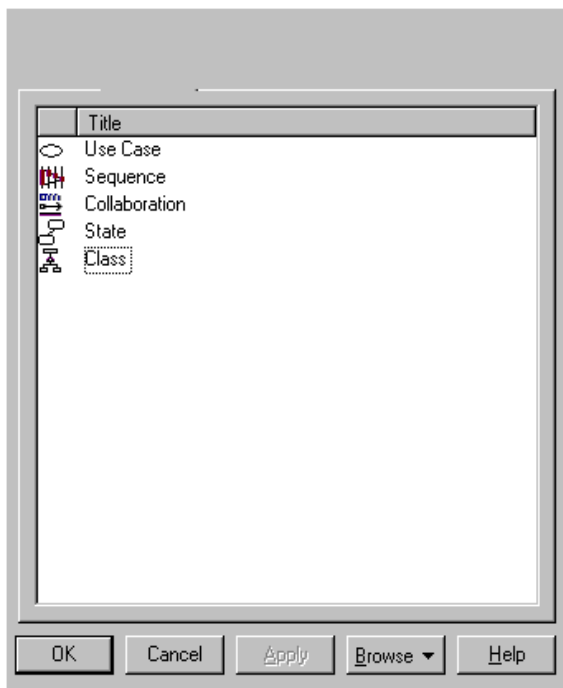 Title
Use Case
Sequence
Collaboration
State
Class
OK Cancel Apply Browse Help